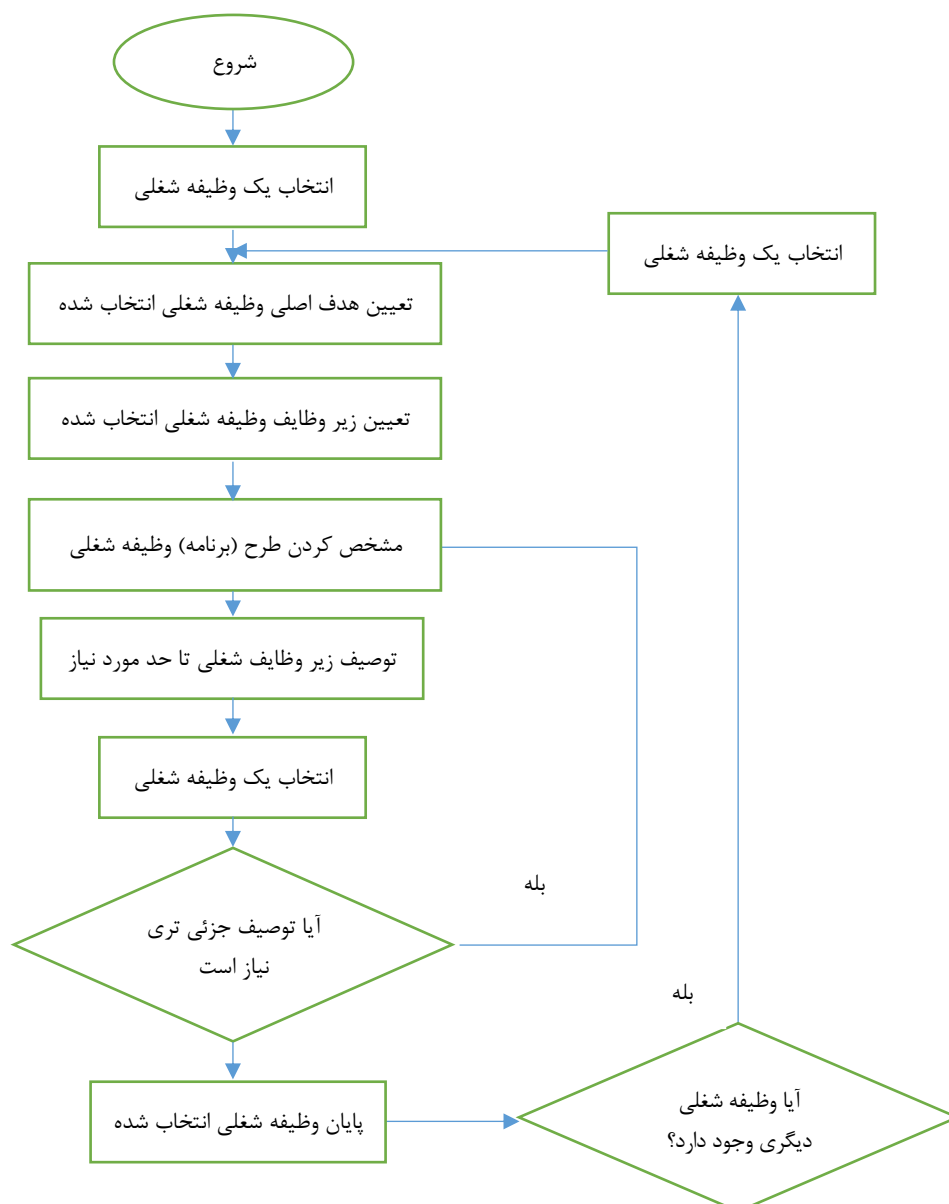 شروع
انتخاب یک وظیفه شغلی
انتخاب یک وظیفه شغلی
تعیین هدف اصلی وظیفه شغلی انتخاب شده
تعیین زیر وظایف وظیفه شغلی انتخاب شده
مشخص کردن طرح (برنامه) وظیفه شغلی
توصیف زیر وظایف شغلی تا حد مورد نیاز
انتخاب یک وظیفه شغلی
بله
آیا توصیف جزئی تری
نیاز است
بله
آیا وظیفه شغلی
دیگری وجود دارد؟
پایان وظیفه شغلی انتخاب شده